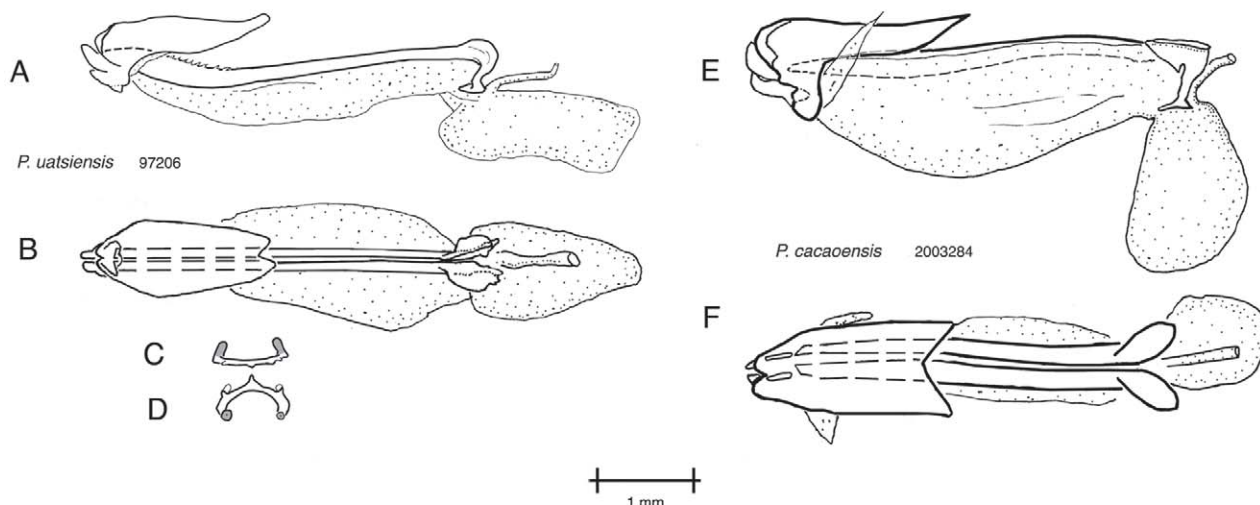 A
P. uatsiensis 97206
B
C
D
E
P. cacaoensis 2003284
F
1 mm